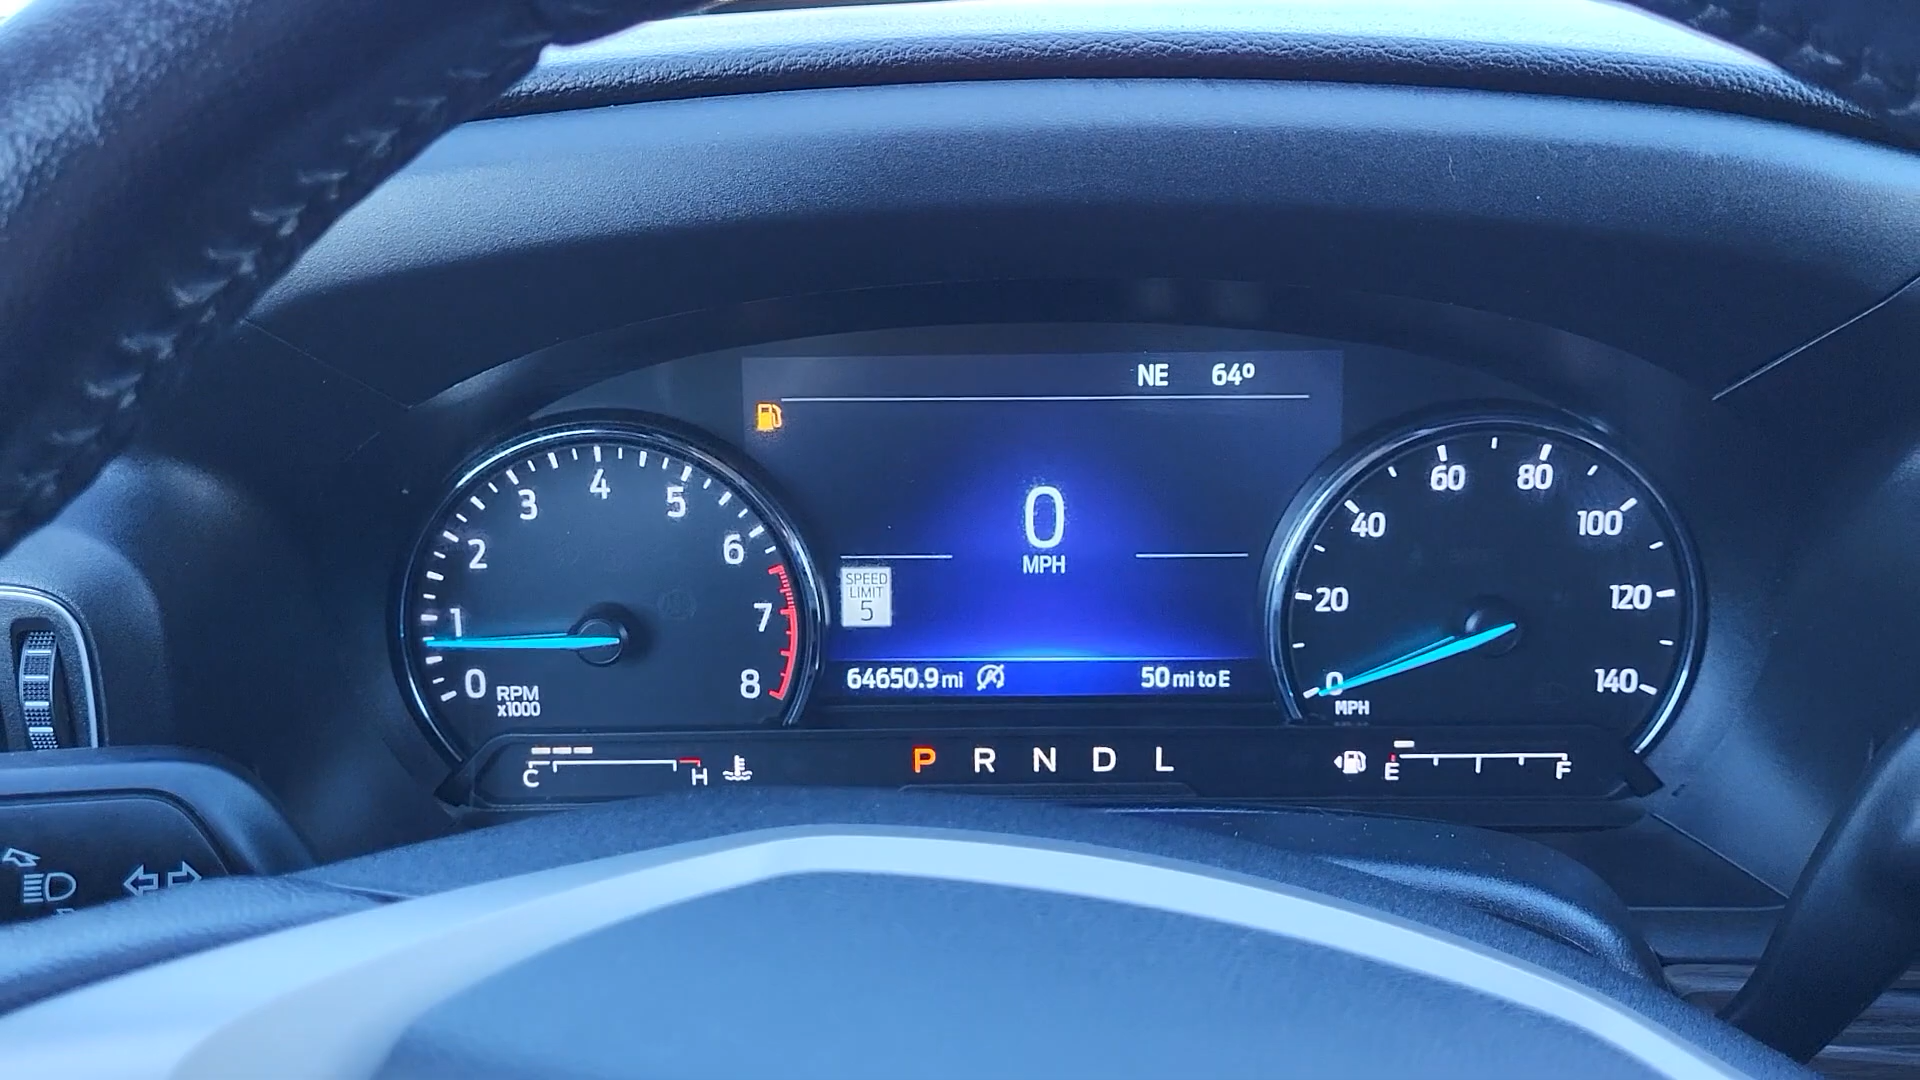 NE 64º
0
MPH
SPEED
LIMIT
5
64650.9 mi
50 mi to E
0 1 2 3 4 5 6 7 8
RPM
x1000
0 20 40 60 80 100 120 140
MPH
C H
P R N D L
E F